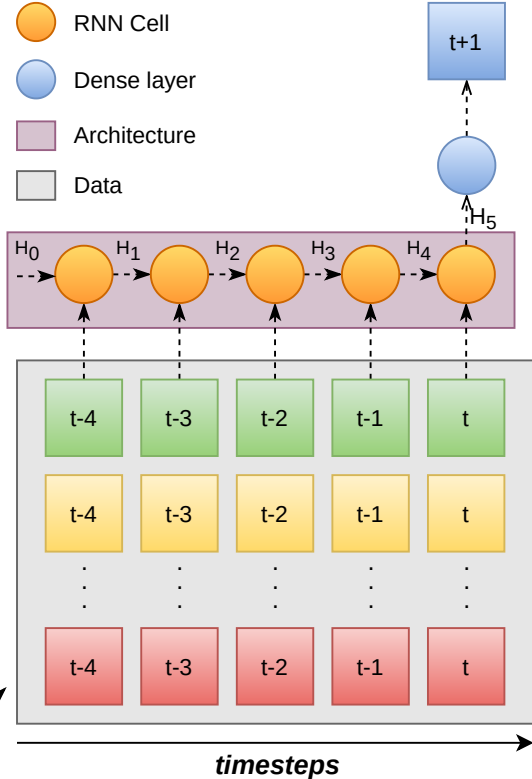 RNN Cell
t+1
Dense layer
Architecture
Data
H5
H0 H1 H2 H3 H4
t-4 t-3 t-2 t-1 t
t-4 t-3 t-2 t-1 t
. . . . .
. . . . .
. . . . .
t-4 t-3 t-2 t-1 t
timesteps